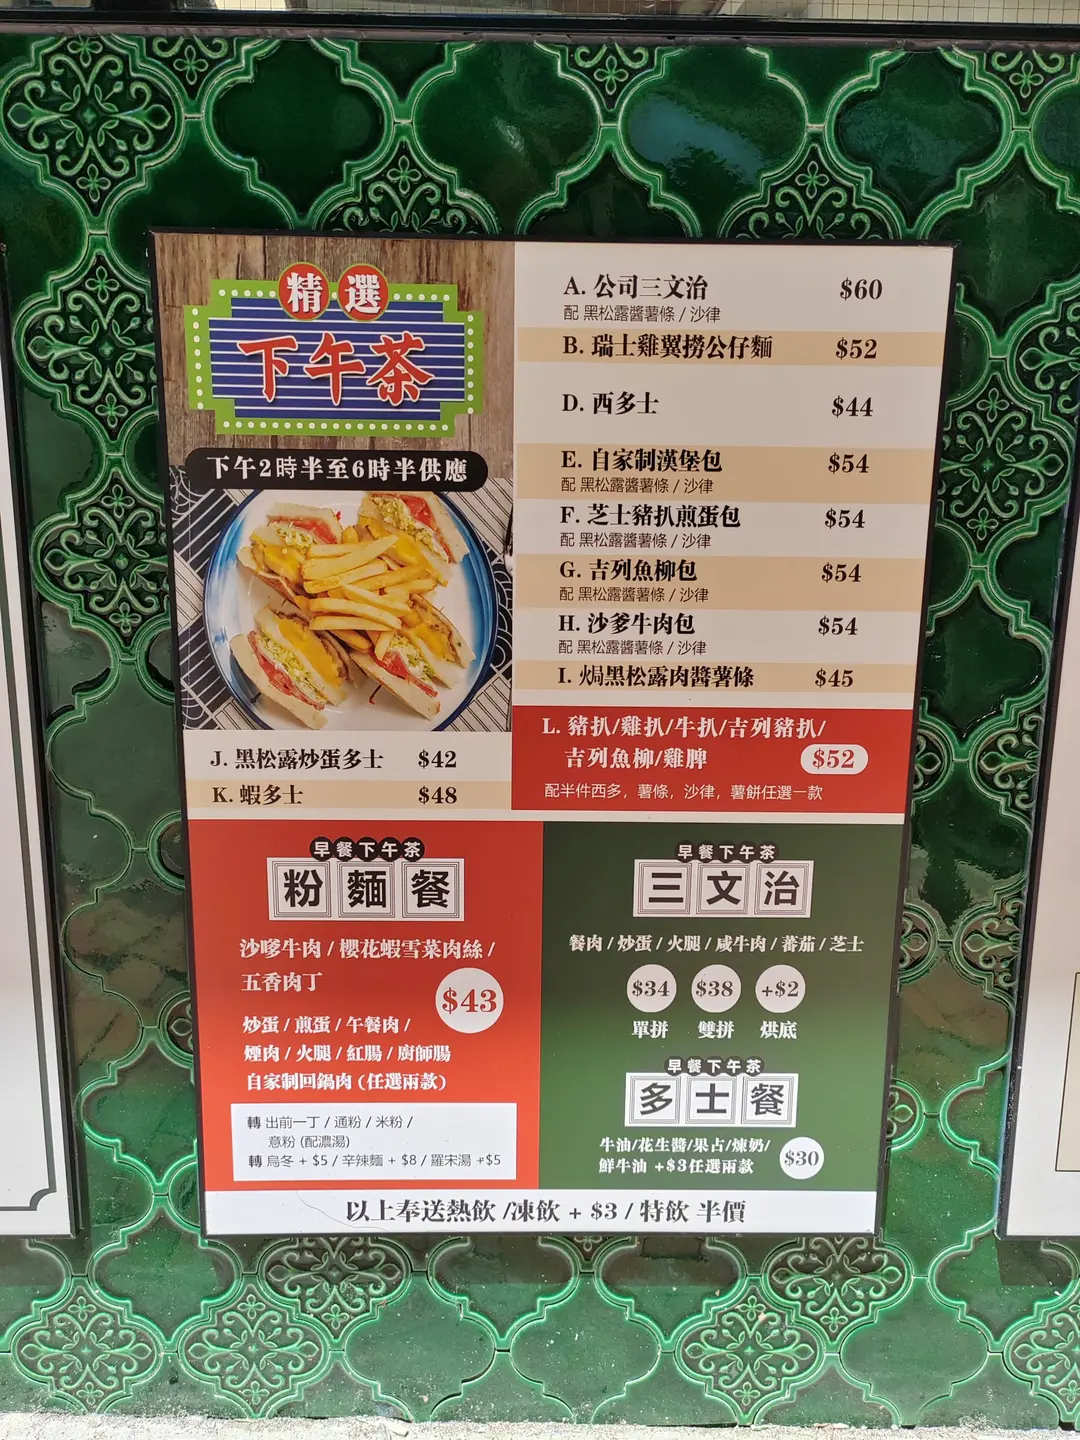 精選
下午茶
下午2時半至6時半供應
A. 公司三文治 $60
配 黑松露醬薯條 / 沙律
B. 瑞士雞翼撈公仔麵 $52
D. 西多士 $44
E. 自家制漢堡包 $54
配 黑松露醬薯條 / 沙律
F. 芝士豬扒煎蛋包 $54
配 黑松露醬薯條 / 沙律
G. 吉列魚柳包 $54
配 黑松露醬薯條 / 沙律
H. 沙爹牛肉包 $54
配 黑松露醬薯條 / 沙律
I. 焗黑松露肉醬薯條 $45
J. 黑松露炒蛋多士 $42
K. 蝦多士 $48
L. 豬扒/雞扒/牛扒/吉列豬扒/
吉列魚柳/雞脾 $52
配半件西多，薯條，沙律，薯餅任選一款
早餐下午茶
粉麵餐
沙嗲牛肉 / 櫻花蝦雪菜肉絲 /
五香肉丁
$43
炒蛋 / 煎蛋 / 午餐肉 /
煙肉 / 火腿 / 紅腸 / 廚師腸
自家制回鍋肉 (任選兩款)
轉 出前一丁 / 通粉 / 米粉 /
意粉 (配濃湯)
轉 烏冬 + $5 / 辛辣麵 + $8 / 羅宋湯 +$5
早餐下午茶
三文治
餐肉 / 炒蛋 / 火腿 / 咸牛肉 / 蕃茄 / 芝士
$34 $38 +$2
單拼 雙拼 烘底
早餐下午茶
多士餐
牛油/花生醬/果占/煉奶/
鮮牛油 +$3任選兩款 $30
以上奉送熱飲 /凍飲 + $3 / 特飲 半價